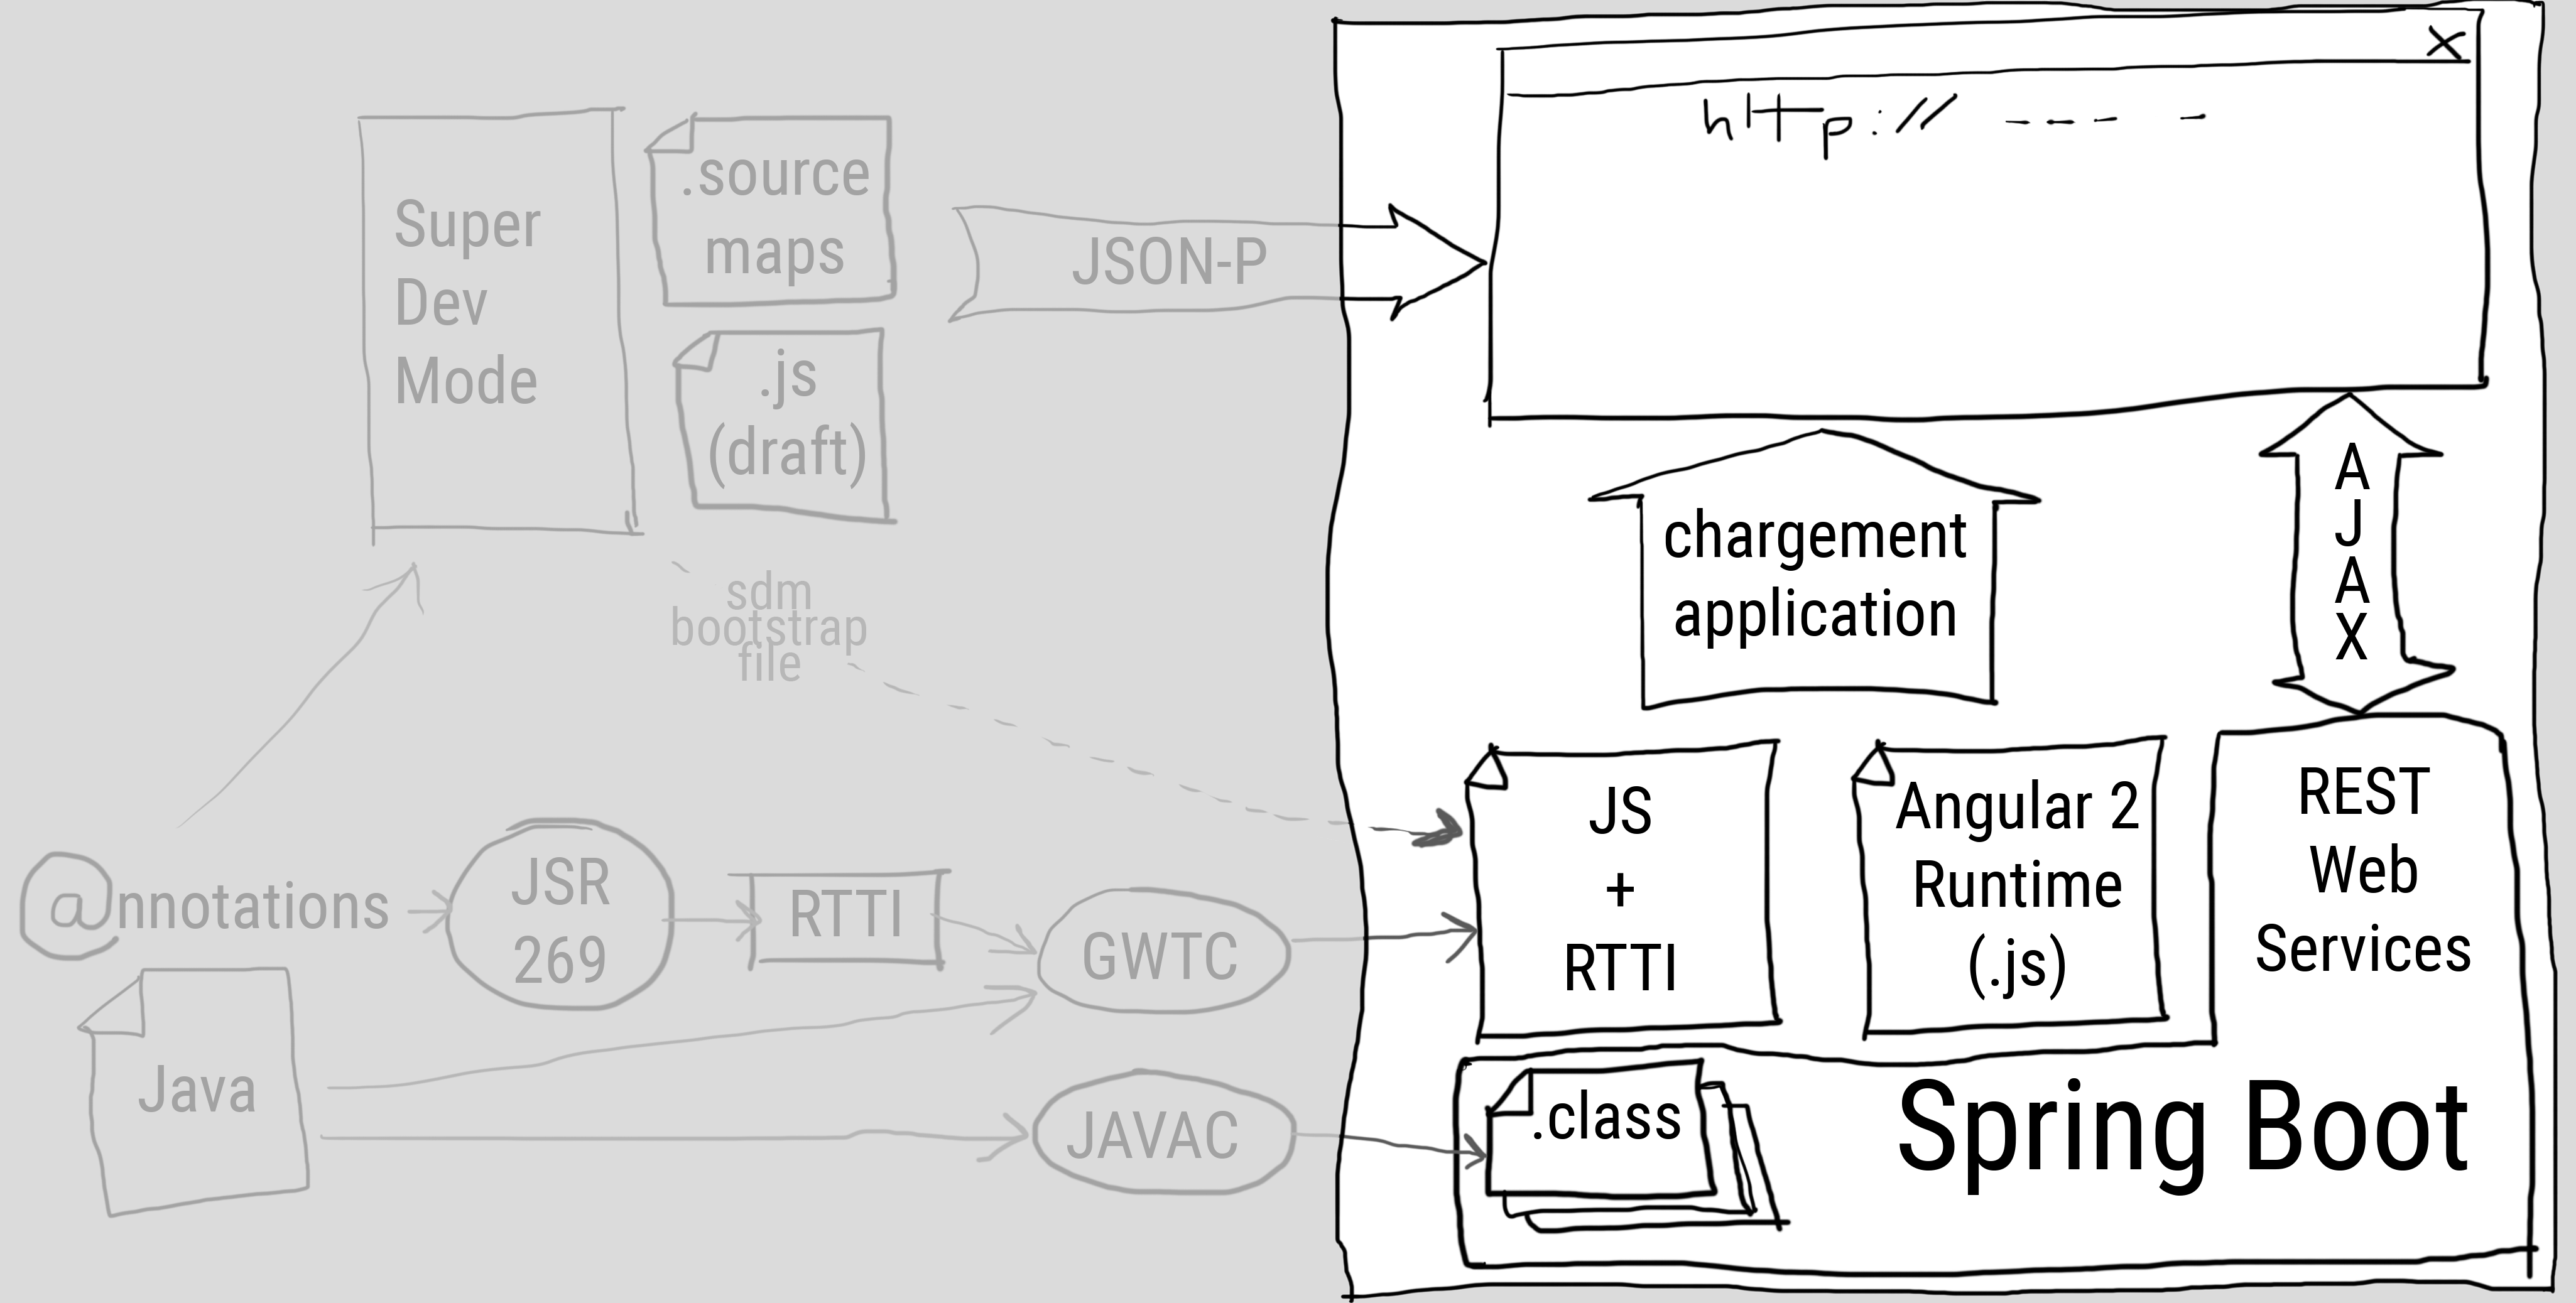 X
http:// ---- -
Super
Dev
Mode
.source
maps
.js
(draft)
JSON-P
chargement
application
A
J
A
X
sdm
bootstrap
file
@nnotations
JSR
269
RTTI
GWTC
Java
JAVAC
JS
+
RTTI
Angular 2
Runtime
(.js)
REST
Web
Services
.class
Spring Boot